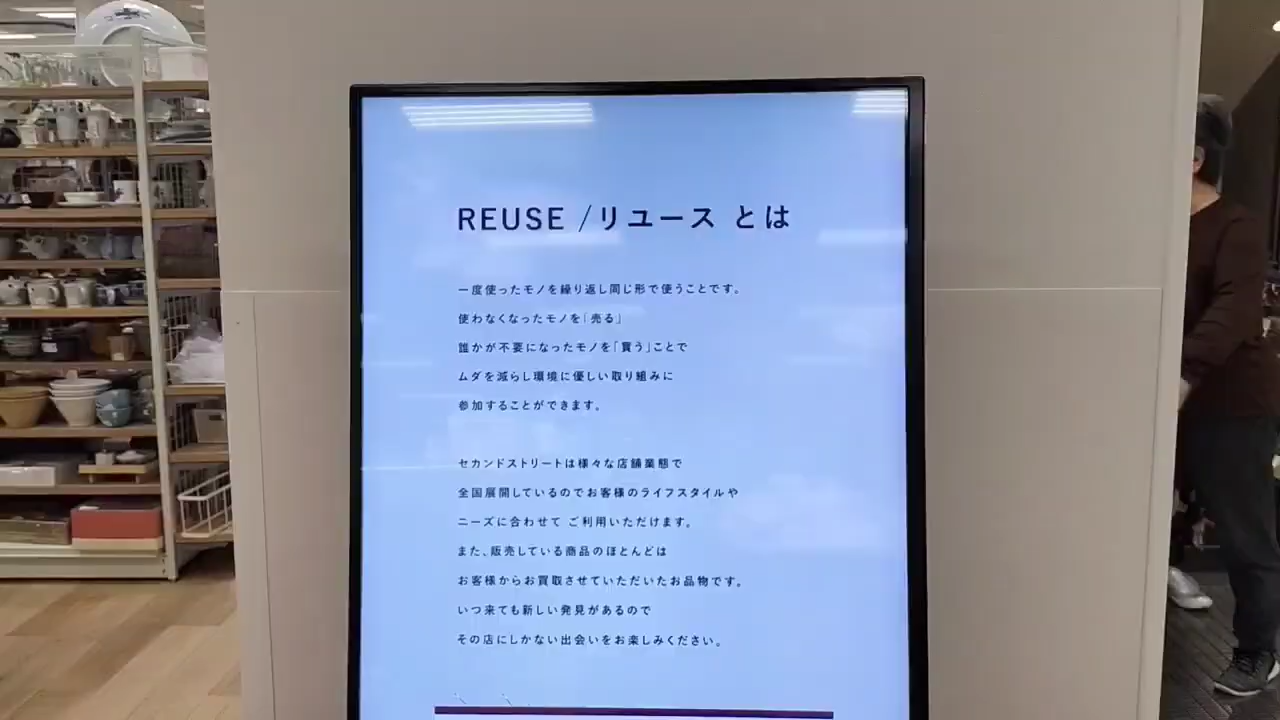 REUSE /リユース とは
一度使ったモノを繰り返し同じ形で使うことです。
使わなくなったモノを「売る」
誰かが不要になったモノを「買う」ことで
ムダを減らし環境に優しい取り組みに
参加することができます。
セカンドストリートは様々な店舗業態で
全国展開しているのでお客様のライフスタイルや
ニーズに合わせて ご利用いただけます。
また、販売している商品のほとんどは
お客様からお買取させていただいたお品物です。
いつ来ても新しい発見があるので
その店にしかない出会いをお楽しみください。